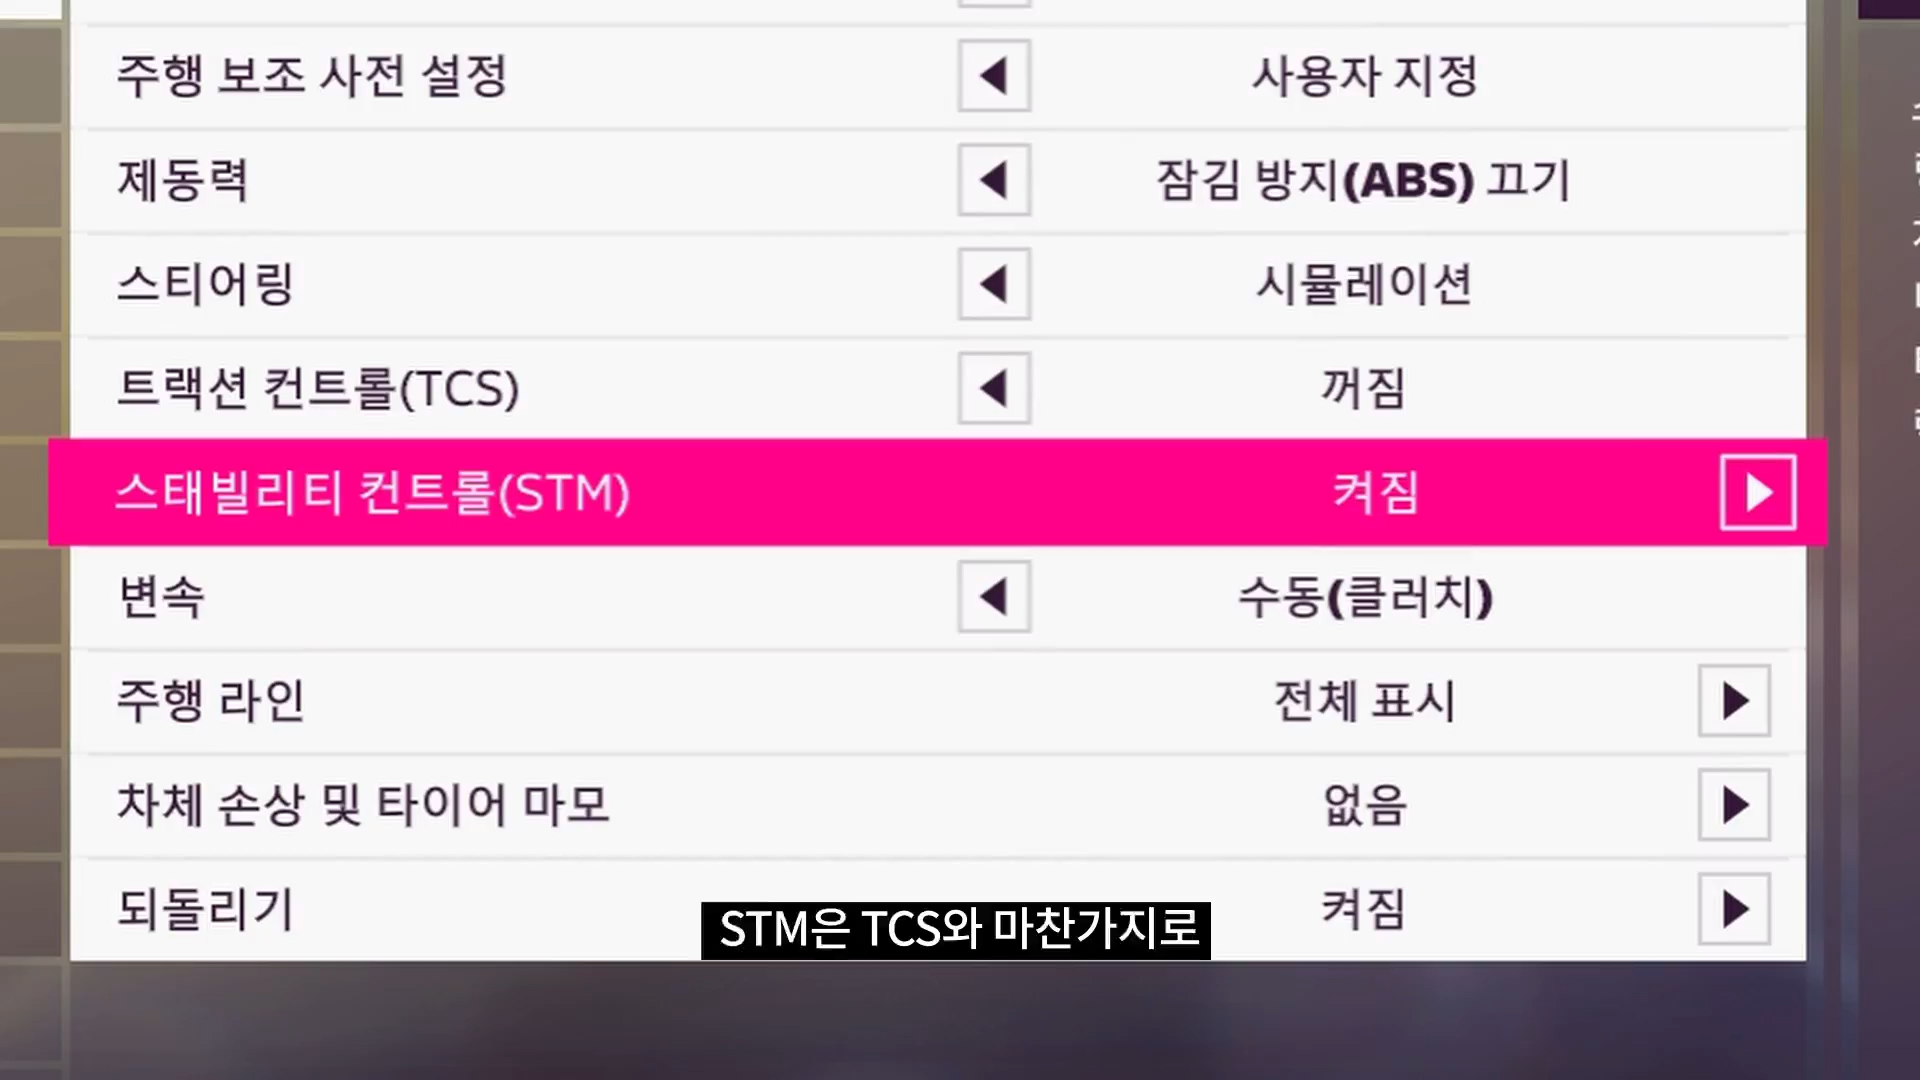 주행 보조 사전 설정 사용자 지정
제동력 잠김 방지(ABS) 끄기
스티어링 시뮬레이션
트랙션 컨트롤(TCS) 꺼짐
스태빌리티 컨트롤(STM) 켜짐
변속 수동(클러치)
주행 라인 전체 표시
차체 손상 및 타이어 마모 없음
되돌리기 켜짐
STM은 TCS와 마찬가지로